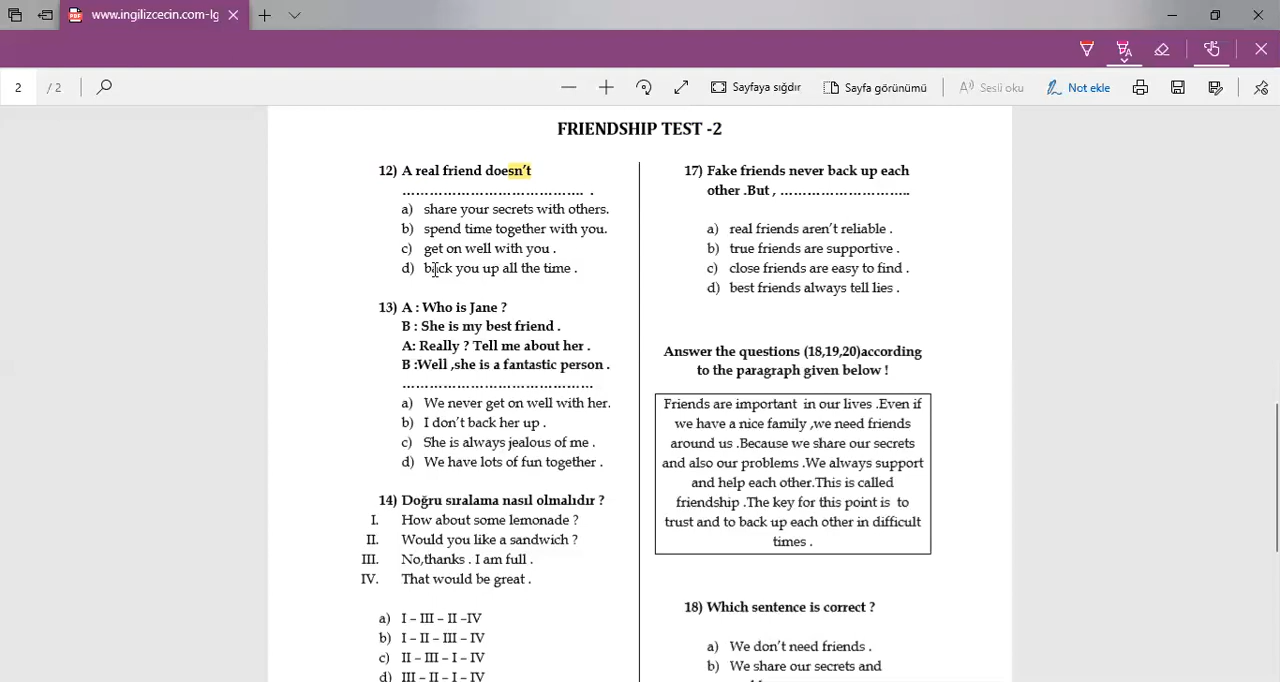 www.ingilizcecin.com-lg
2 / 2
Sayfaya sığdır
Sayfa görünümü
Sesli oku
Not ekle
FRIENDSHIP TEST -2
12) A real friend doesn't
……………………………… .
a) share your secrets with others.
b) spend time together with you.
c) get on well with you .
d) back you up all the time .
13) A : Who is Jane ?
B : She is my best friend .
A: Really ? Tell me about her .
B :Well ,she is a fantastic person .
…………………………………
a) We never get on well with her.
b) I don't back her up .
c) She is always jealous of me .
d) We have lots of fun together .
14) Doğru sıralama nasıl olmalıdır ?
I. How about some lemonade ?
II. Would you like a sandwich ?
III. No,thanks . I am full .
IV. That would be great .
a) I – III – II –IV
b) I – II – III – IV
c) II – III – I – IV
d) III – II – I – IV
17) Fake friends never back up each
other .But , ……………………..
a) real friends aren't reliable .
b) true friends are supportive .
c) close friends are easy to find .
d) best friends always tell lies .
Answer the questions (18,19,20)according
to the paragraph given below !
Friends are important in our lives .Even if
we have a nice family ,we need friends
around us .Because we share our secrets
and also our problems .We always support
and help each other.This is called
friendship .The key for this point is to
trust and to back up each other in difficult
times .
18) Which sentence is correct ?
a) We don't need friends .
b) We share our secrets and